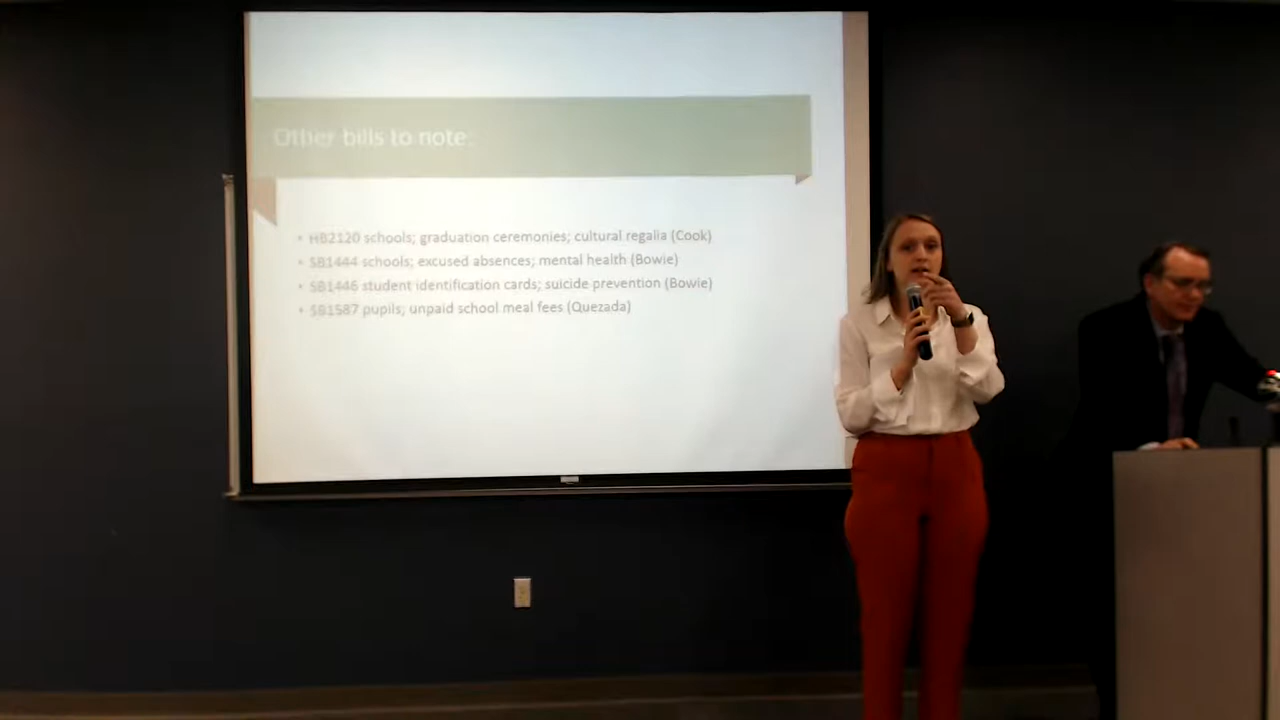 Other bills to note:
• HB2120 schools; graduation ceremonies; cultural regalia (Cook)
• SB1444 schools; excused absences; mental health (Bowie)
• SB1446 student identification cards; suicide prevention (Bowie)
• SB1587 pupils; unpaid school meal fees (Quezada)